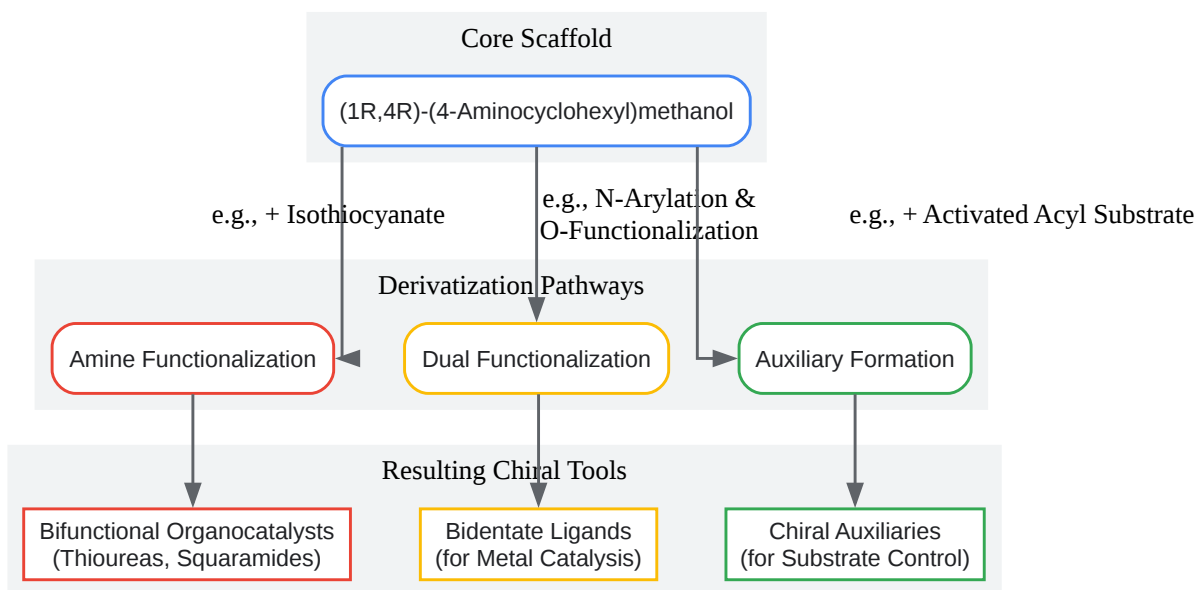 Core Scaffold
(1R,4R)-(4-Aminocyclohexyl)methanol
e.g., + Isothiocyanate
e.g., N-Arylation &
O-Functionalization
e.g., + Activated Acyl Substrate
Derivatization Pathways
Amine Functionalization
Dual Functionalization
Auxiliary Formation
Resulting Chiral Tools
Bifunctional Organocatalysts
(Thioureas, Squaramides)
Bidentate Ligands
(for Metal Catalysis)
Chiral Auxiliaries
(for Substrate Control)